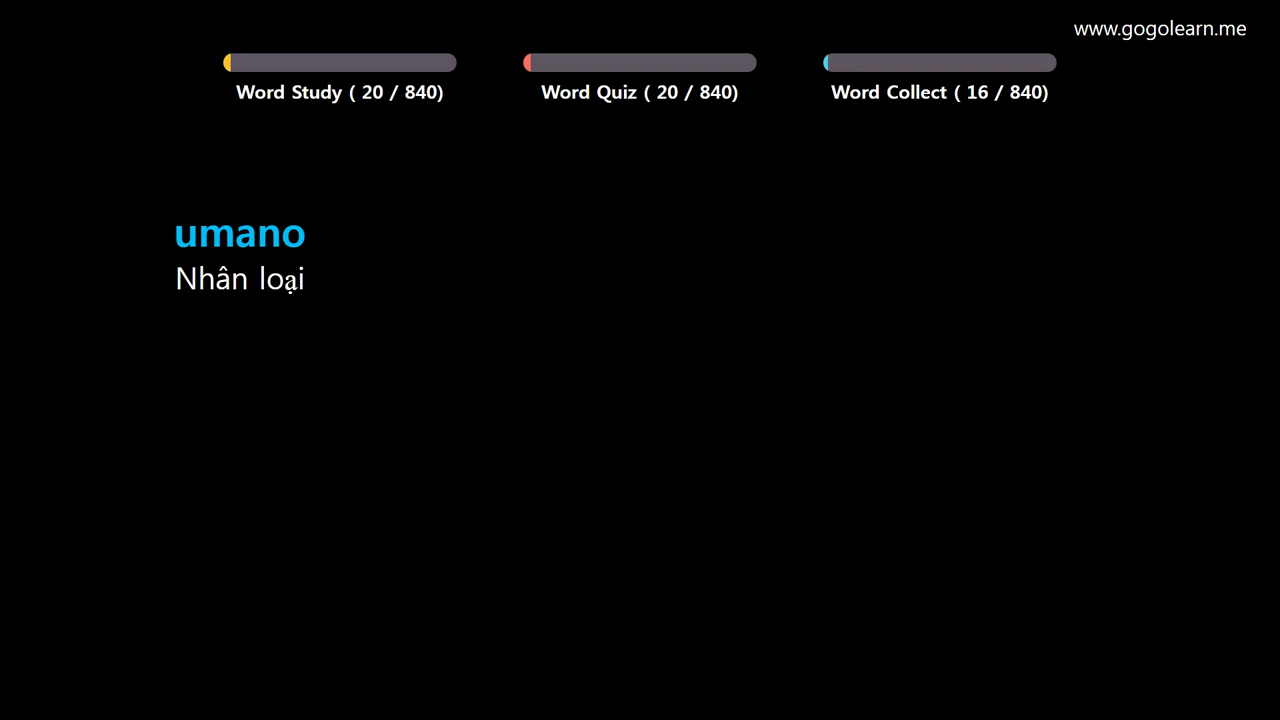 www.gogolearn.me
Word Study ( 20 / 840)
Word Quiz ( 20 / 840)
Word Collect ( 16 / 840)
umano
Nhân loại